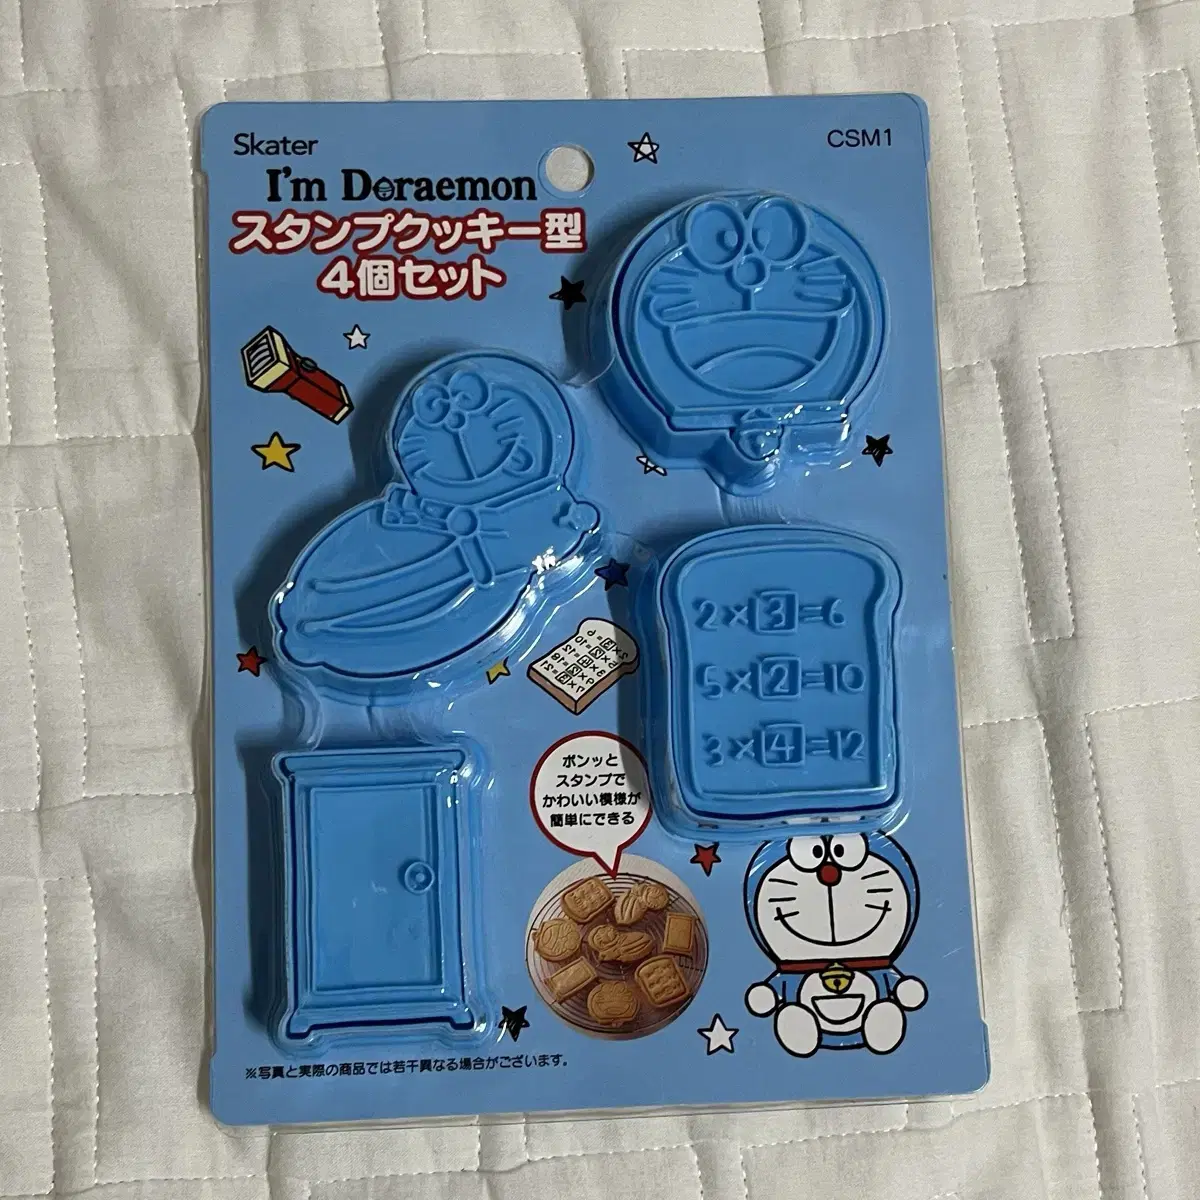 Skater
CSM1
I'm Doraemon
スタンプクッキー型
4個セット
2×3=6
5×2=10
3×4=12
ポンッと
スタンプで
かわいい模様が
簡単にできる
※写真と実際の商品では若干異なる場合がございます。